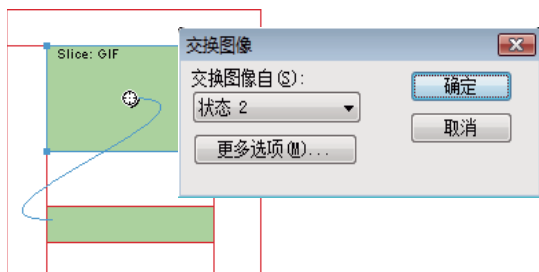 Slice: GIF
交换图像
交换图像自(S):
状态 2
确定
取消
更多选项(M)...